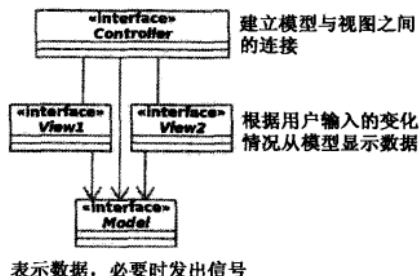 «interface»
Controller
建立模型与视图之间
的连接
«interface»
View1
«interface»
View2
根据用户输入的变化
情况从模型显示数据
«interface»
Model
表示数据，必要时发出信号